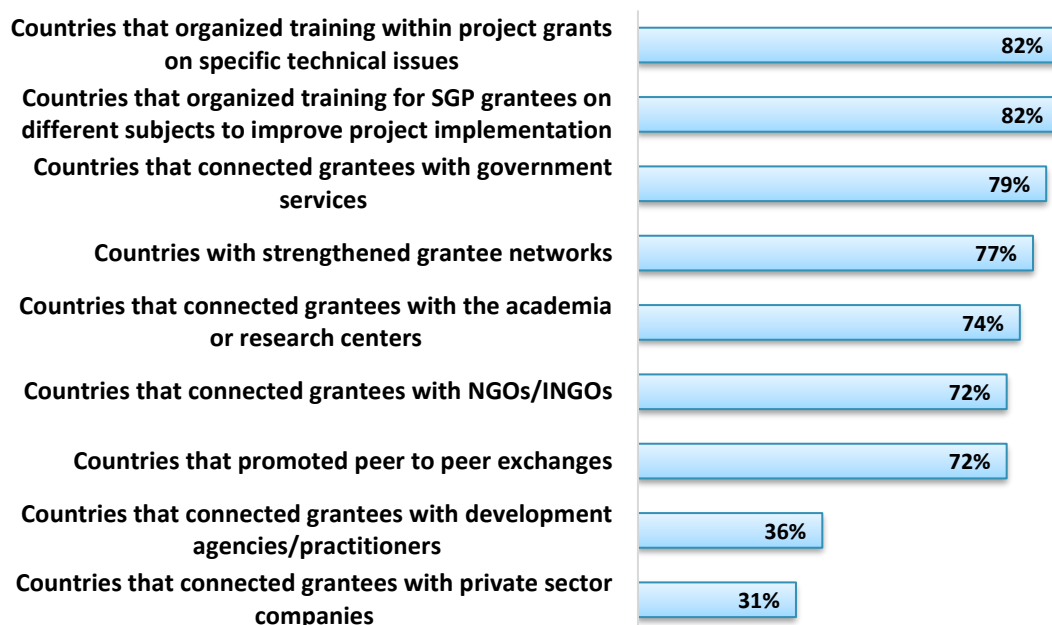 Countries that organized training within project grants
on specific technical issues
82%
Countries that organized training for SGP grantees on
different subjects to improve project implementation
82%
Countries that connected grantees with government
services
79%
Countries with strengthened grantee networks
77%
Countries that connected grantees with the academia
or research centers
74%
Countries that connected grantees with NGOs/INGOs
72%
Countries that promoted peer to peer exchanges
72%
Countries that connected grantees with development
agencies/practitioners
36%
Countries that connected grantees with private sector
companies
31%